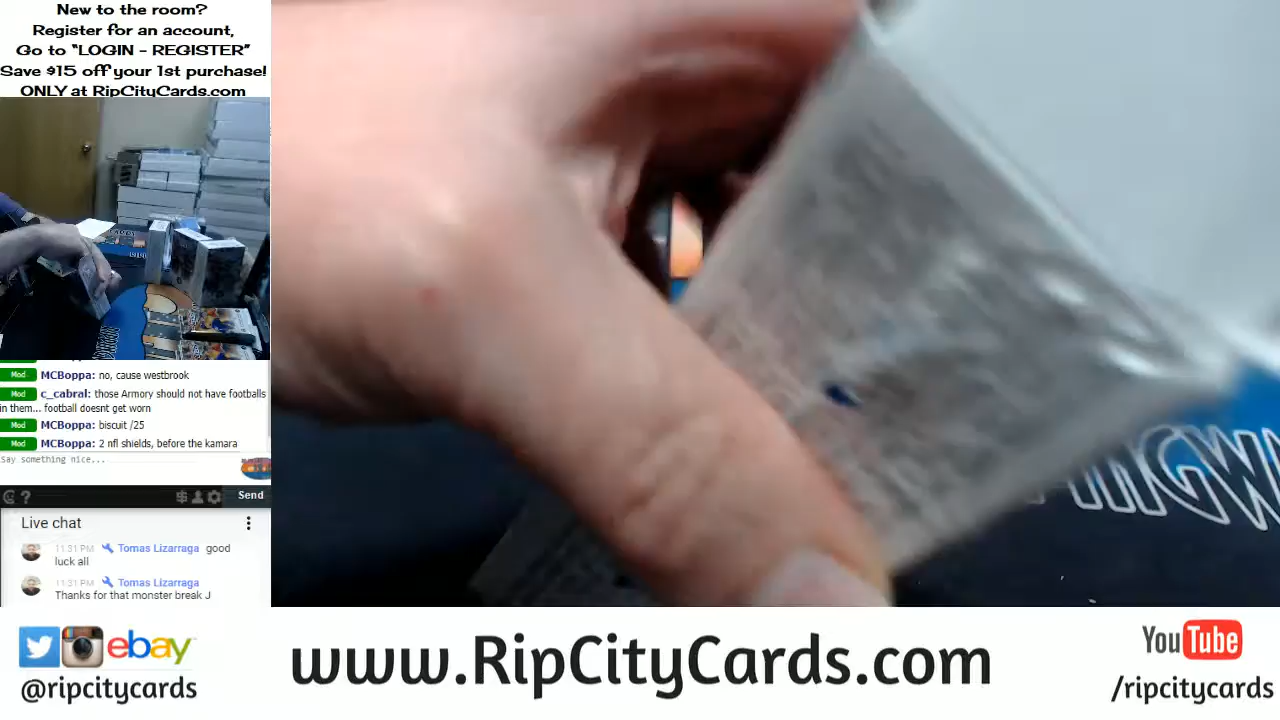 New to the room?
Register for an account,
Go to “LOGIN - REGISTER”
Save $15 off your 1st purchase!
ONLY at RipCityCards.com
Mod MCBoppa: no, cause westbrook
Mod c_cabral: those Armory should not have footballs
in them... football doesnt get worn
Mod MCBoppa: biscuit /25
Mod MCBoppa: 2 nfl shields, before the kamara
Say something nice...
Send
Live chat
11:31 PM Tomas Lizarraga good
luck all
11:31 PM Tomas Lizarraga
Thanks for that monster break J
ebay
@ripcitycards
www.RipCityCards.com
YouTube
/ripcitycards